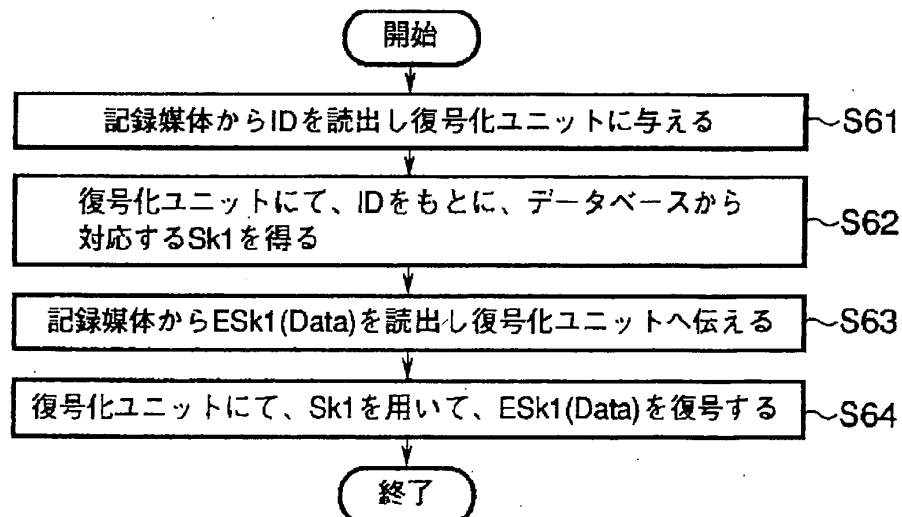 開始
記録媒体からIDを読出し復号化ユニットに与える
~S61
復号化ユニットにて、IDをもとに、データベースから
対応するSk1を得る
~S62
記録媒体からESk1(Data)を読出し復号化ユニットへ伝える
~S63
復号化ユニットにて、Sk1を用いて、ESk1(Data)を復号する
~S64
終了